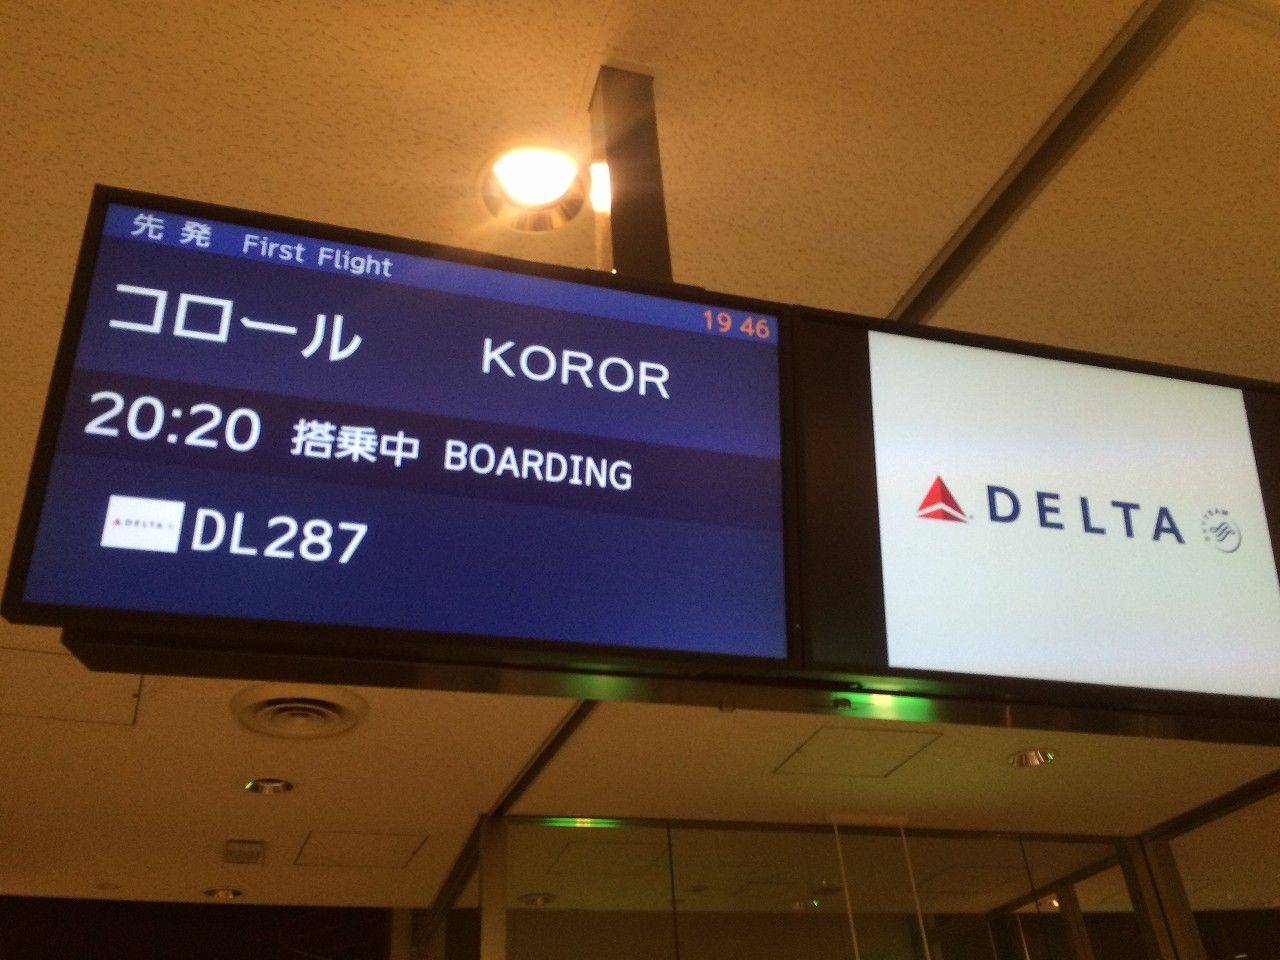 先発 First Flight
19 46
コロール KOROR
20:20 搭乗中 BOARDING
DELTA DL287
DELTA SKYTEAM